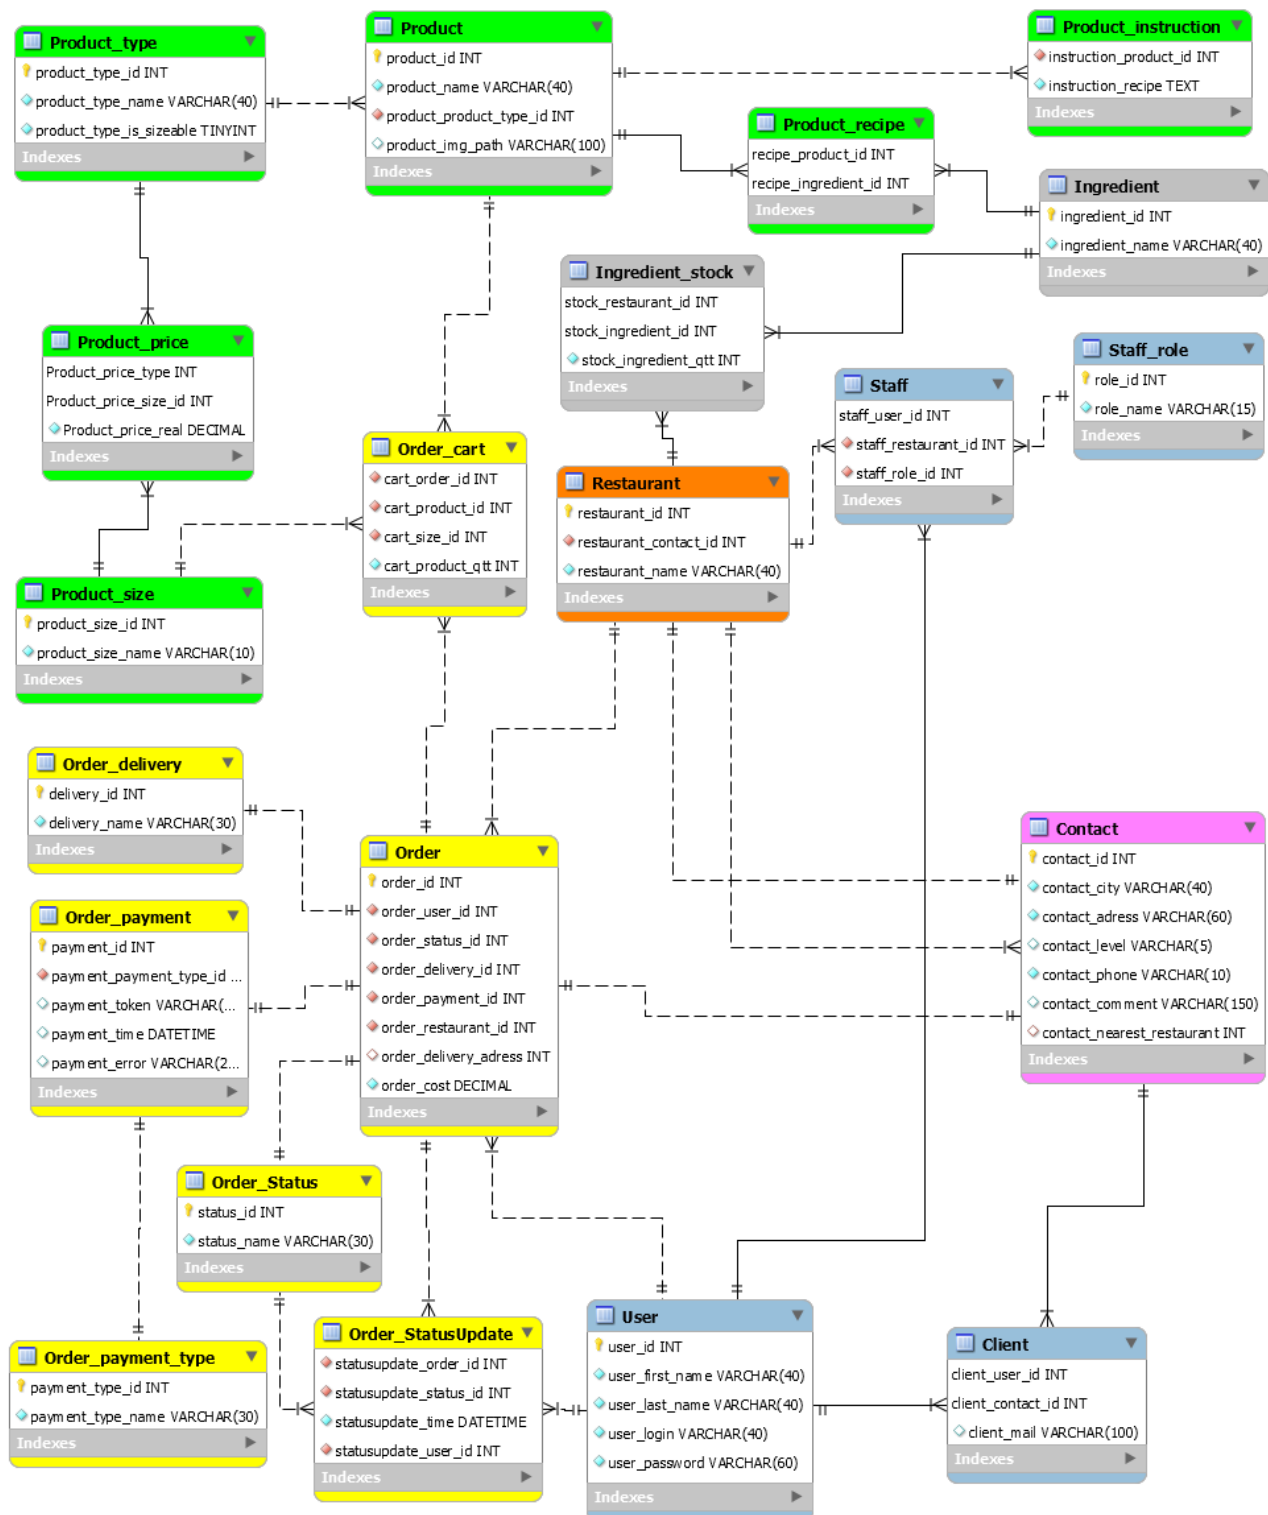 Product_type
product_type_id INT
product_type_name VARCHAR(40)
product_type_is_sizeable TINYINT
Indexes
Product
product_id INT
product_name VARCHAR(40)
product_product_type_id INT
product_img_path VARCHAR(100)
Indexes
Product_instruction
instruction_product_id INT
instruction_recipe TEXT
Indexes
Product_recipe
recipe_product_id INT
recipe_ingredient_id INT
Indexes
Ingredient
ingredient_id INT
ingredient_name VARCHAR(40)
Indexes
Ingredient_stock
stock_restaurant_id INT
stock_ingredient_id INT
stock_ingredient_qtt INT
Indexes
Product_price
Product_price_type INT
Product_price_size_id INT
Product_price_real DECIMAL
Indexes
Staff_role
role_id INT
role_name VARCHAR(15)
Indexes
Staff
staff_user_id INT
staff_restaurant_id INT
staff_role_id INT
Indexes
Order_cart
cart_order_id INT
cart_product_id INT
cart_size_id INT
cart_product_qtt INT
Indexes
Restaurant
restaurant_id INT
restaurant_contact_id INT
restaurant_name VARCHAR(40)
Indexes
Product_size
product_size_id INT
product_size_name VARCHAR(10)
Indexes
Order_delivery
delivery_id INT
delivery_name VARCHAR(30)
Indexes
Order
order_id INT
order_user_id INT
order_status_id INT
order_delivery_id INT
order_payment_id INT
order_restaurant_id INT
order_delivery_adress INT
order_cost DECIMAL
Indexes
Contact
contact_id INT
contact_city VARCHAR(40)
contact_adress VARCHAR(60)
contact_level VARCHAR(5)
contact_phone VARCHAR(10)
contact_comment VARCHAR(150)
contact_nearest_restaurant INT
Indexes
Order_payment
payment_id INT
payment_payment_type_id ...
payment_token VARCHAR(...
payment_time DATETIME
payment_error VARCHAR(2...
Indexes
Order_Status
status_id INT
status_name VARCHAR(30)
Indexes
Order_payment_type
payment_type_id INT
payment_type_name VARCHAR(30)
Indexes
Order_StatusUpdate
statusupdate_order_id INT
statusupdate_status_id INT
statusupdate_time DATETIME
statusupdate_user_id INT
Indexes
User
user_id INT
user_first_name VARCHAR(40)
user_last_name VARCHAR(40)
user_login VARCHAR(40)
user_password VARCHAR(60)
Indexes
Client
client_user_id INT
client_contact_id INT
client_mail VARCHAR(100)
Indexes